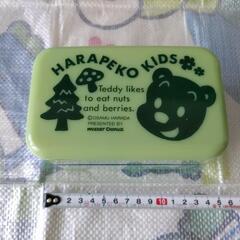 HARAPEKO KIDS
Teddy likes
to eat nuts
and berries.
©OSAMU HARADA
PRESENTED BY
mister Donut
1 2 3 4 5 6 7 8 9 10 1 2 3 4 5 6